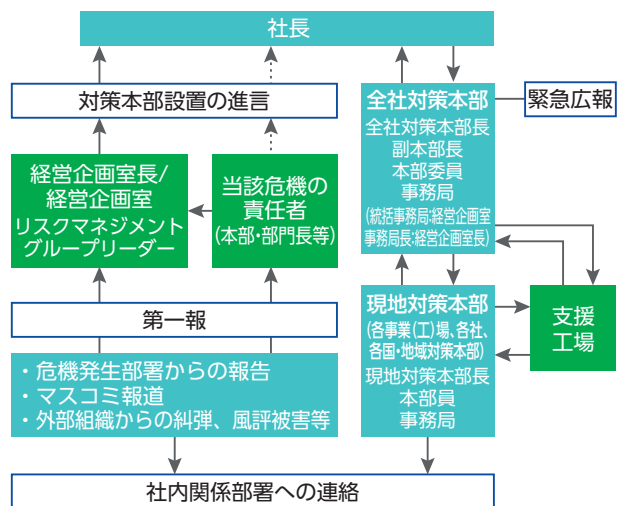 社長
対策本部設置の進言
経営企画室長/
経営企画室
リスクマネジメント
グループリーダー
当該危機の
責任者
(本部・部門長等)
第一報
・危機発生部署からの報告
・マスコミ報道
・外部組織からの糾弾、風評被害等
全社対策本部
全社対策本部長
副本部長
本部委員
事務局
(統括事務局:経営企画室
事務局長:経営企画室長)
緊急広報
現地対策本部
(各事業(工)場、各社、
各国・地域対策本部)
現地対策本部長
本部員
事務局
支援
工場
社内関係部署への連絡